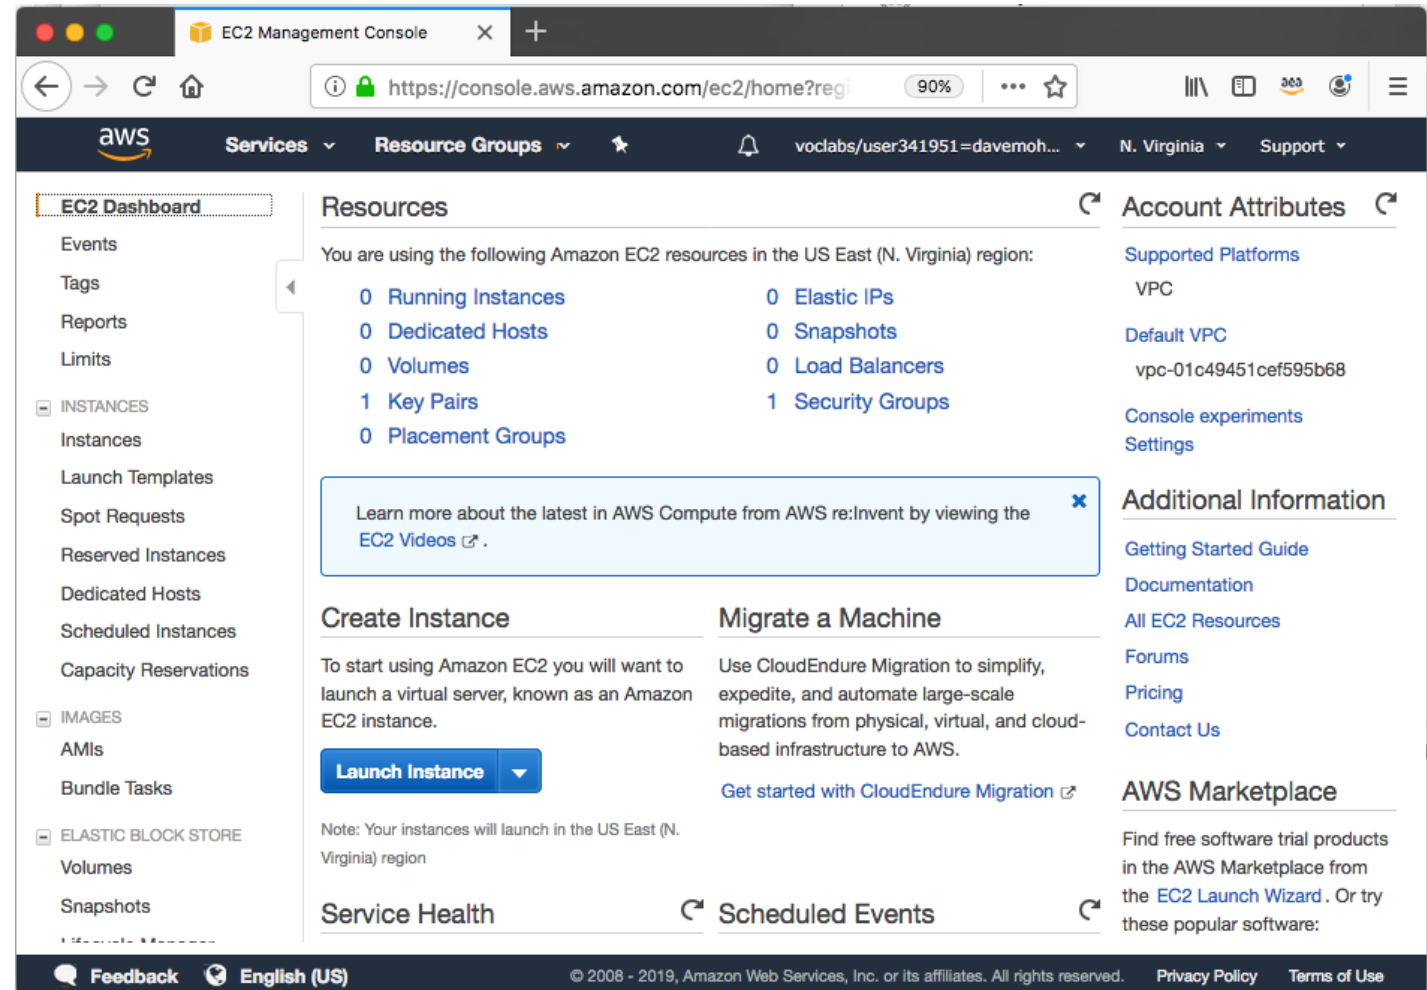 EC2 Management Console
https://console.aws.amazon.com/ec2/home?regi
90%
aws
Services
Resource Groups
voclabs/user341951=davemoh...
N. Virginia
Support
EC2 Dashboard
Events
Tags
Reports
Limits
INSTANCES
Instances
Launch Templates
Spot Requests
Reserved Instances
Dedicated Hosts
Scheduled Instances
Capacity Reservations
IMAGES
AMIs
Bundle Tasks
ELASTIC BLOCK STORE
Volumes
Snapshots
Resources
You are using the following Amazon EC2 resources in the US East (N. Virginia) region:
0 Running Instances
0 Elastic IPs
0 Dedicated Hosts
0 Snapshots
0 Volumes
0 Load Balancers
1 Key Pairs
1 Security Groups
0 Placement Groups
Learn more about the latest in AWS Compute from AWS re:Invent by viewing the
EC2 Videos .
Create Instance
To start using Amazon EC2 you will want to
launch a virtual server, known as an Amazon
EC2 instance.
Launch Instance
Note: Your instances will launch in the US East (N.
Virginia) region
Migrate a Machine
Use CloudEndure Migration to simplify,
expedite, and automate large-scale
migrations from physical, virtual, and cloud-
based infrastructure to AWS.
Get started with CloudEndure Migration
Service Health
Scheduled Events
Account Attributes
Supported Platforms
VPC
Default VPC
vpc-01c49451cef595b68
Console experiments
Settings
Additional Information
Getting Started Guide
Documentation
All EC2 Resources
Forums
Pricing
Contact Us
AWS Marketplace
Find free software trial products
in the AWS Marketplace from
the EC2 Launch Wizard. Or try
these popular software:
Feedback
English (US)
© 2008 - 2019, Amazon Web Services, Inc. or its affiliates. All rights reserved.
Privacy Policy
Terms of Use